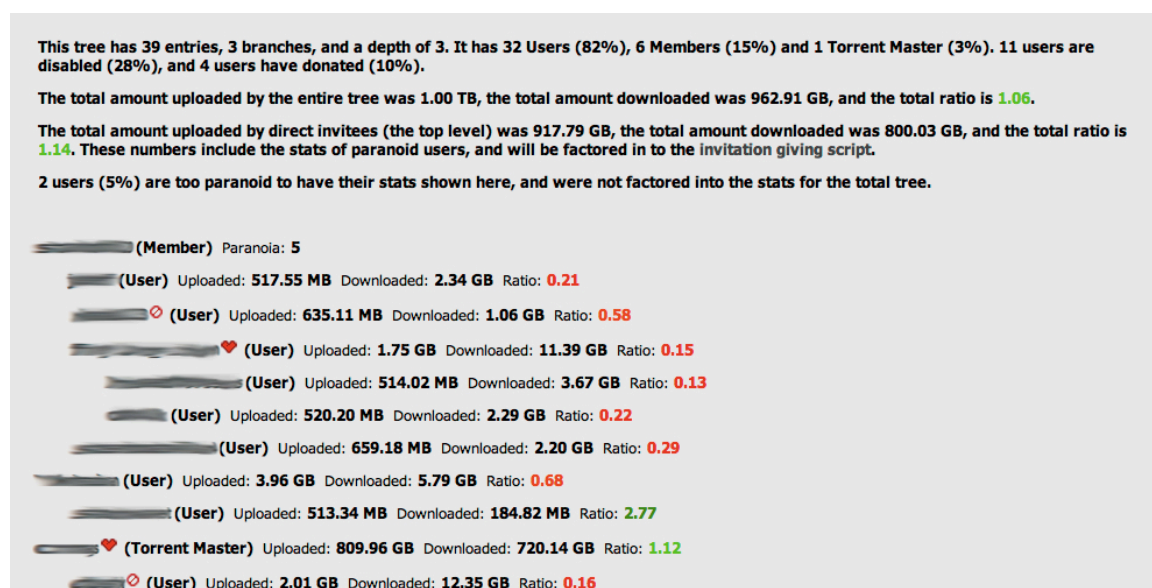 This tree has 39 entries, 3 branches, and a depth of 3. It has 32 Users (82%), 6 Members (15%) and 1 Torrent Master (3%). 11 users are
disabled (28%), and 4 users have donated (10%).
The total amount uploaded by the entire tree was 1.00 TB, the total amount downloaded was 962.91 GB, and the total ratio is 1.06.
The total amount uploaded by direct invitees (the top level) was 917.79 GB, the total amount downloaded was 800.03 GB, and the total ratio is
1.14. These numbers include the stats of paranoid users, and will be factored in to the invitation giving script.
2 users (5%) are too paranoid to have their stats shown here, and were not factored into the stats for the total tree.
(Member) Paranoia: 5
(User) Uploaded: 517.55 MB Downloaded: 2.34 GB Ratio: 0.21
(User) Uploaded: 635.11 MB Downloaded: 1.06 GB Ratio: 0.58
(User) Uploaded: 1.75 GB Downloaded: 11.39 GB Ratio: 0.15
(User) Uploaded: 514.02 MB Downloaded: 3.67 GB Ratio: 0.13
(User) Uploaded: 520.20 MB Downloaded: 2.29 GB Ratio: 0.22
(User) Uploaded: 659.18 MB Downloaded: 2.20 GB Ratio: 0.29
(User) Uploaded: 3.96 GB Downloaded: 5.79 GB Ratio: 0.68
(User) Uploaded: 513.34 MB Downloaded: 184.82 MB Ratio: 2.77
(Torrent Master) Uploaded: 809.96 GB Downloaded: 720.14 GB Ratio: 1.12
(User) Uploaded: 2.01 GB Downloaded: 12.35 GB Ratio: 0.16